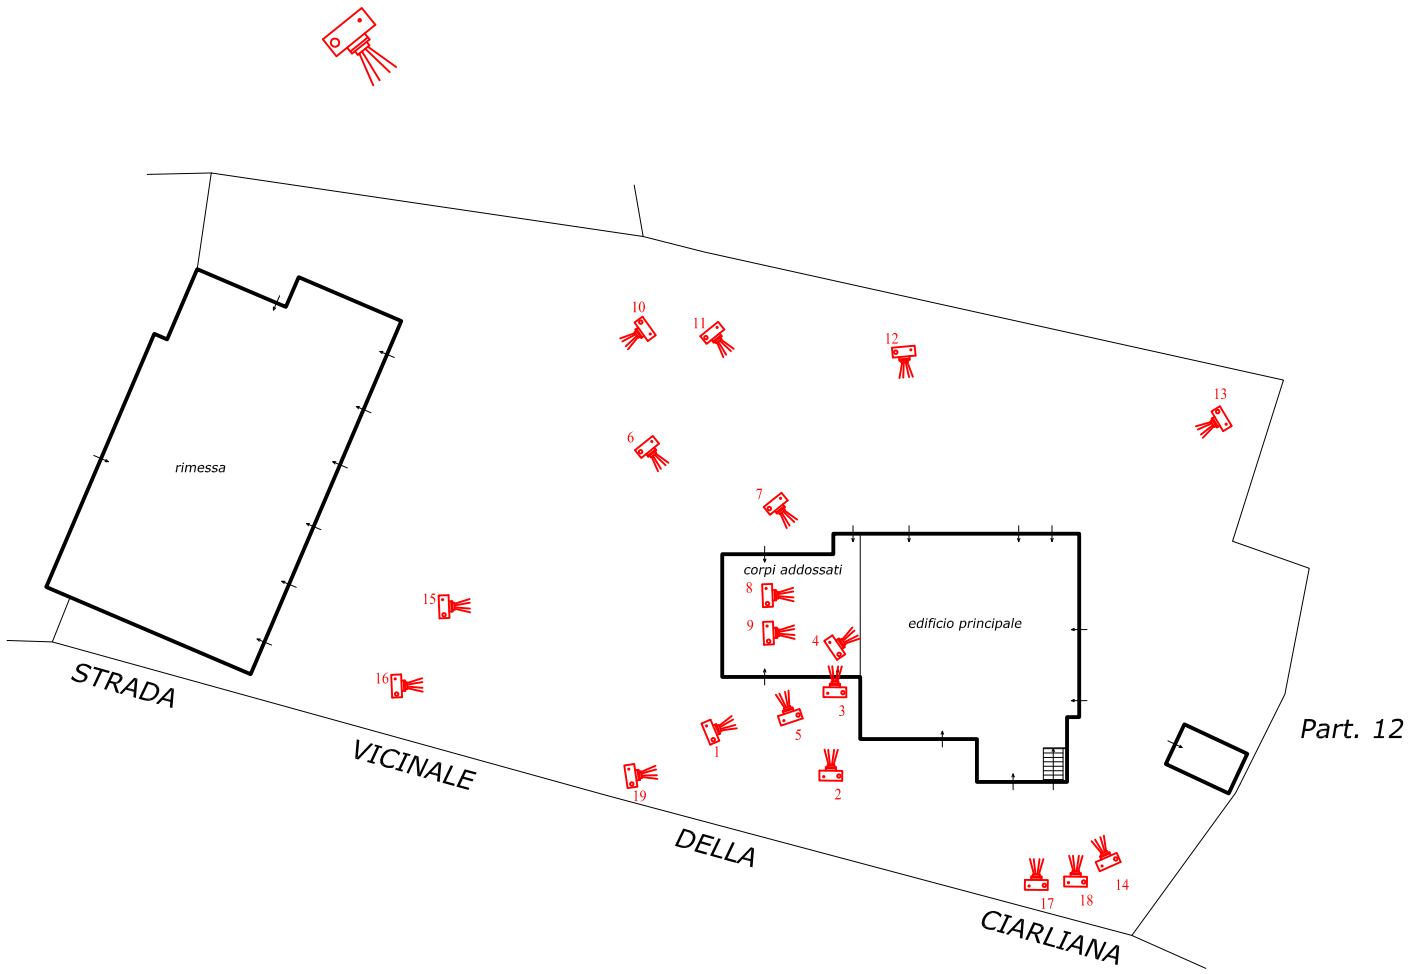 10
11
12
13
6
rimessa
7
corpi addossati
8
15
9
edificio principale
4
16
STRADA
3
5
1
Part. 12
VICINALE
19
2
DELLA
14
17
18
CIARLIANA